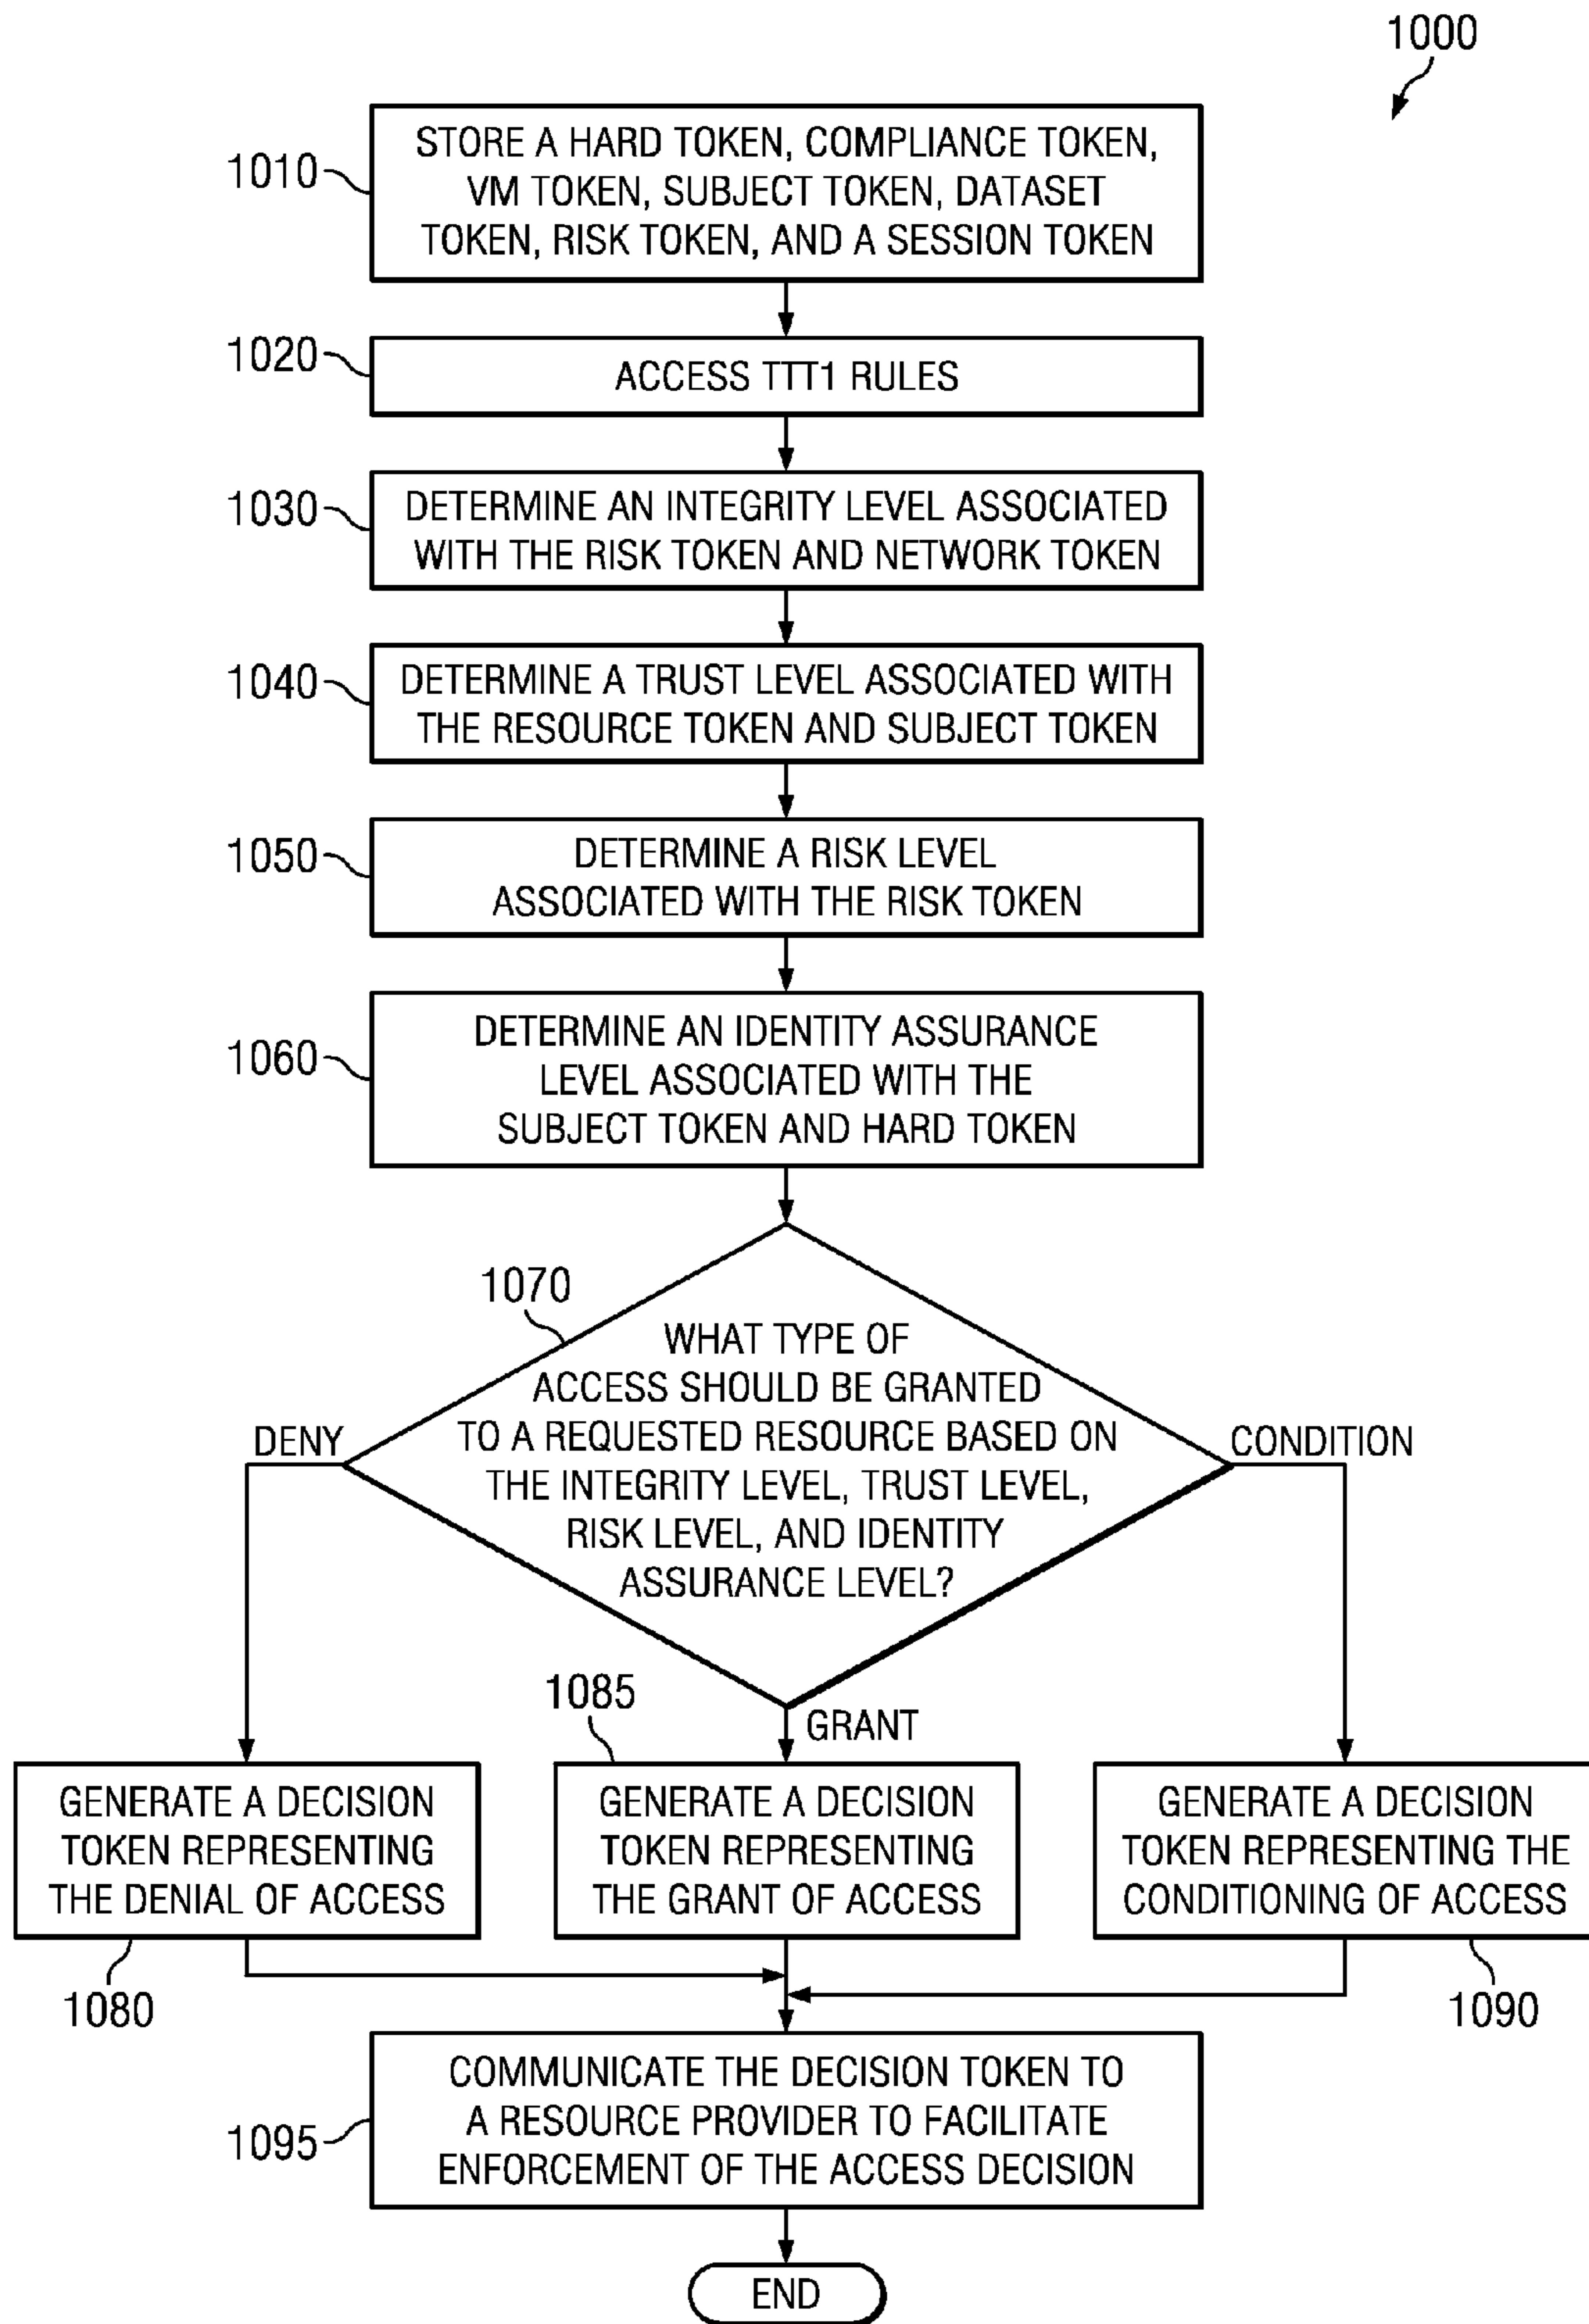 1000
1010
STORE A HARD TOKEN, COMPLIANCE TOKEN,
VM TOKEN, SUBJECT TOKEN, DATASET
TOKEN, RISK TOKEN, AND A SESSION TOKEN
1020
ACCESS TTT1 RULES
1030
DETERMINE AN INTEGRITY LEVEL ASSOCIATED
WITH THE RISK TOKEN AND NETWORK TOKEN
1040
DETERMINE A TRUST LEVEL ASSOCIATED WITH
THE RESOURCE TOKEN AND SUBJECT TOKEN
1050
DETERMINE A RISK LEVEL
ASSOCIATED WITH THE RISK TOKEN
1060
DETERMINE AN IDENTITY ASSURANCE
LEVEL ASSOCIATED WITH THE
SUBJECT TOKEN AND HARD TOKEN
1070
WHAT TYPE OF
ACCESS SHOULD BE GRANTED
TO A REQUESTED RESOURCE BASED ON
THE INTEGRITY LEVEL, TRUST LEVEL,
RISK LEVEL, AND IDENTITY
ASSURANCE LEVEL?
DENY
CONDITION
GRANT
GENERATE A DECISION
TOKEN REPRESENTING
THE DENIAL OF ACCESS
1080
1085
GENERATE A DECISION
TOKEN REPRESENTING
THE GRANT OF ACCESS
GENERATE A DECISION
TOKEN REPRESENTING THE
CONDITIONING OF ACCESS
1090
1095
COMMUNICATE THE DECISION TOKEN TO
A RESOURCE PROVIDER TO FACILITATE
ENFORCEMENT OF THE ACCESS DECISION
END